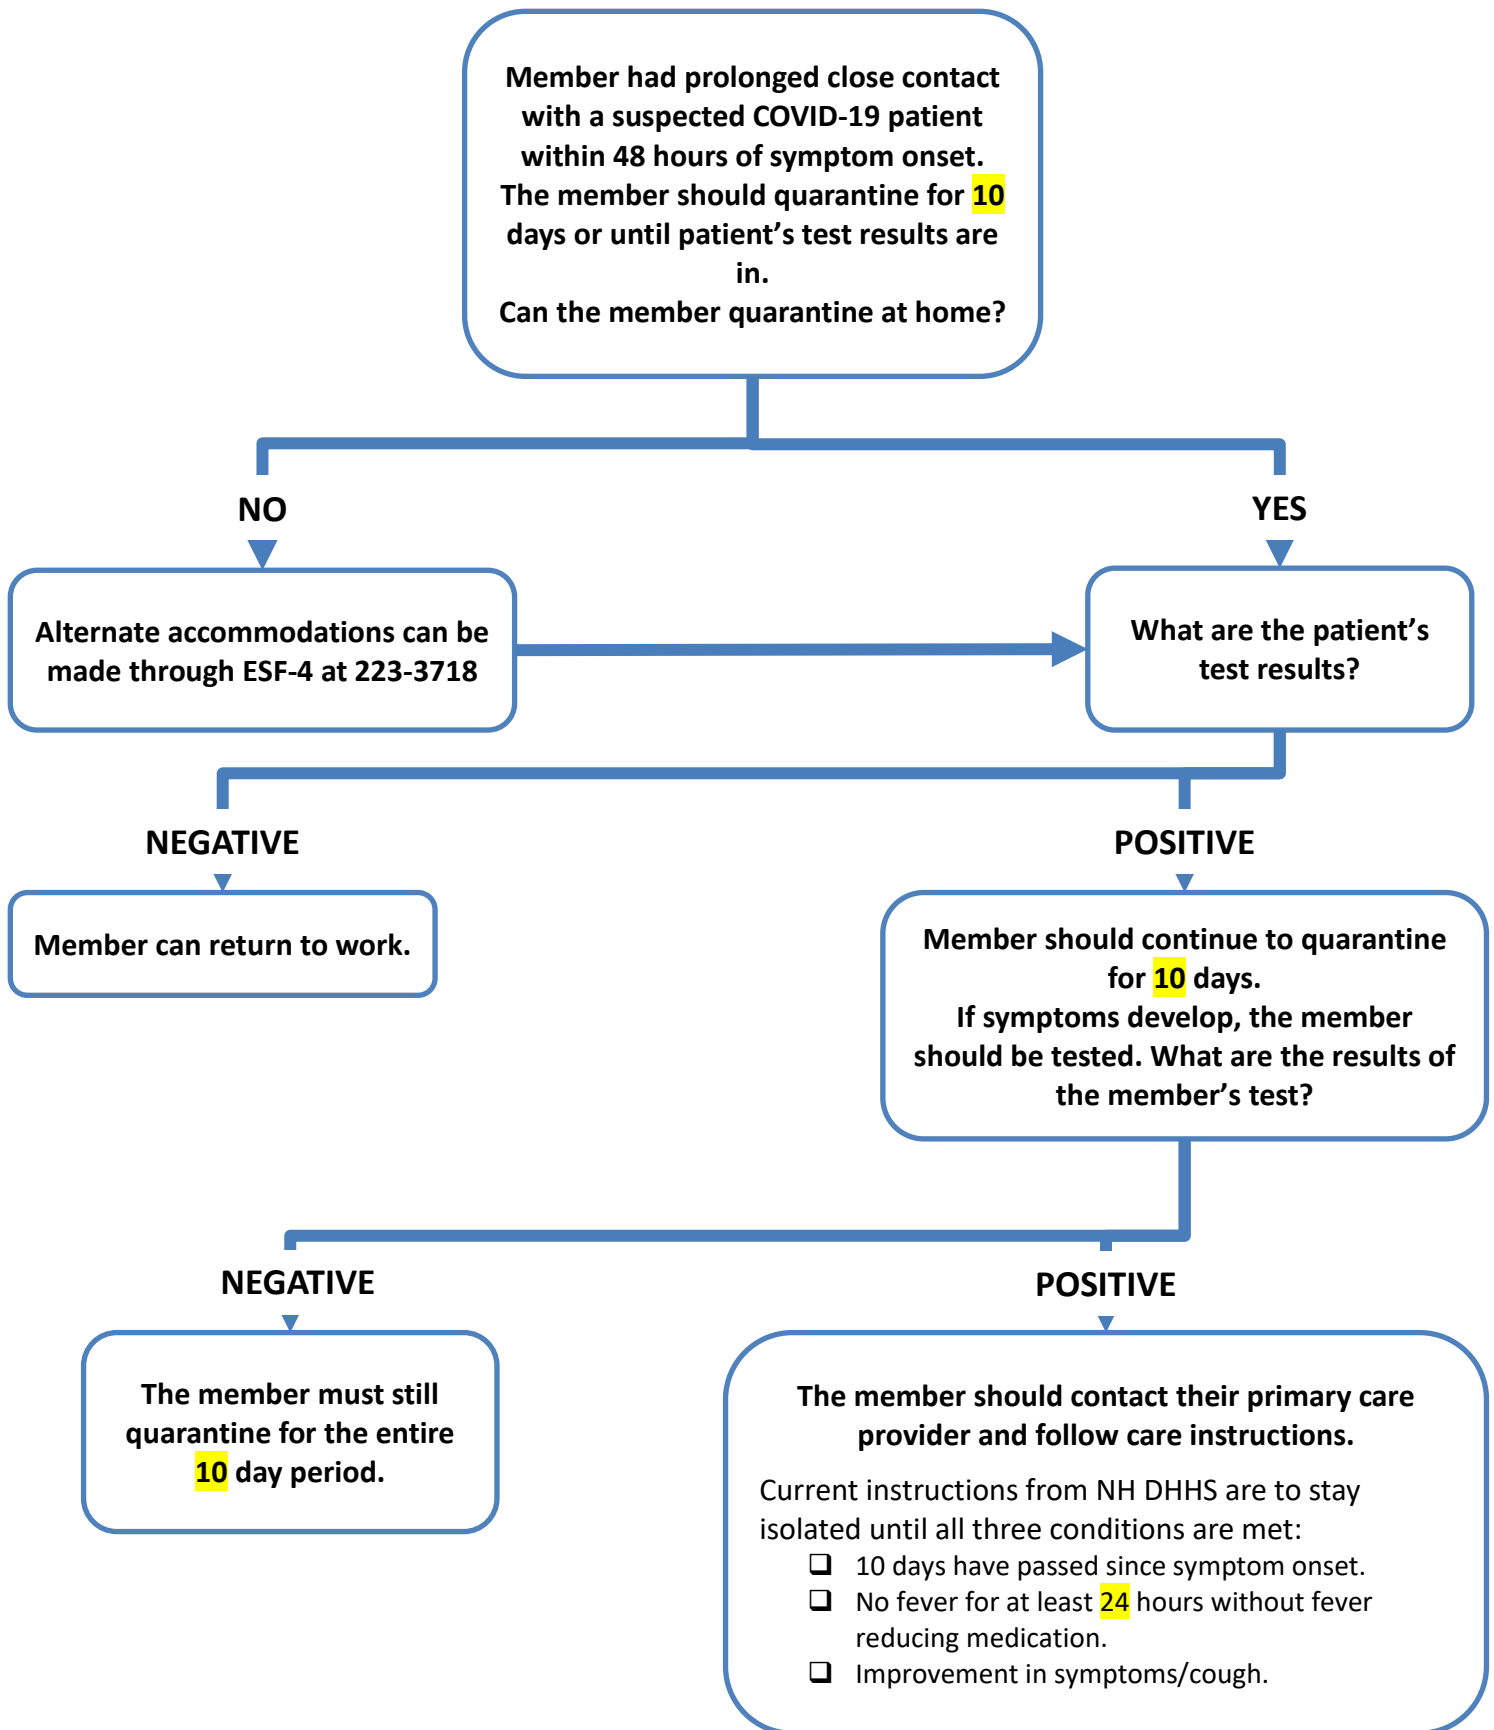 Member had prolonged close contact
with a suspected COVID-19 patient
within 48 hours of symptom onset.
The member should quarantine for 10
days or until patient’s test results are
in.
Can the member quarantine at home?
NO
YES
Alternate accommodations can be
made through ESF-4 at 223-3718
What are the patient’s
test results?
NEGATIVE
POSITIVE
Member can return to work.
Member should continue to quarantine
for 10 days.
If symptoms develop, the member
should be tested. What are the results of
the member’s test?
NEGATIVE
POSITIVE
The member must still
quarantine for the entire
10 day period.
The member should contact their primary care
provider and follow care instructions.
Current instructions from NH DHHS are to stay
isolated until all three conditions are met:
❑ 10 days have passed since symptom onset.
❑ No fever for at least 24 hours without fever
reducing medication.
❑ Improvement in symptoms/cough.